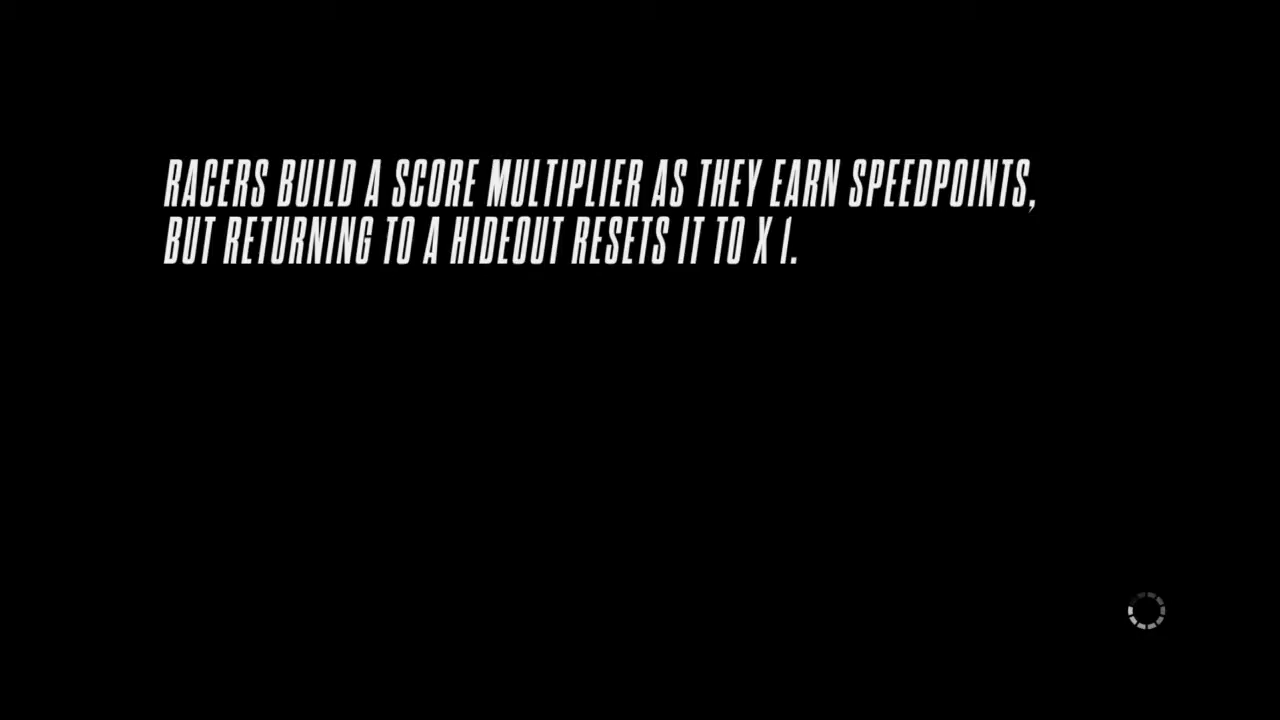 RACERS BUILD A SCORE MULTIPLIER AS THEY EARN SPEEDPOINTS,
BUT RETURNING TO A HIDEOUT RESETS IT TO X 1.